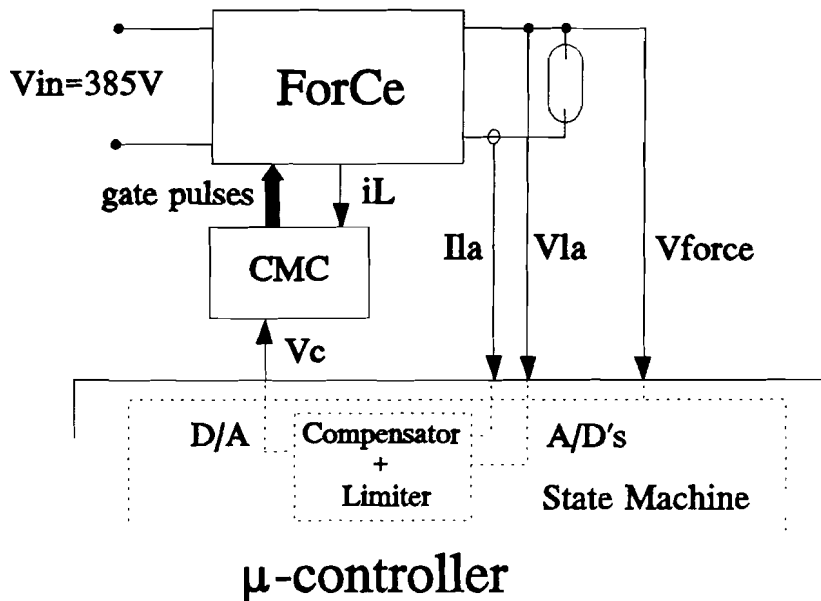 Vin=385V
ForCe
gate pulses
iL
CMC
Ila
Vla
Vforce
Vc
D/A
Compensator
+
Limiter
A/D's
State Machine
μ-controller